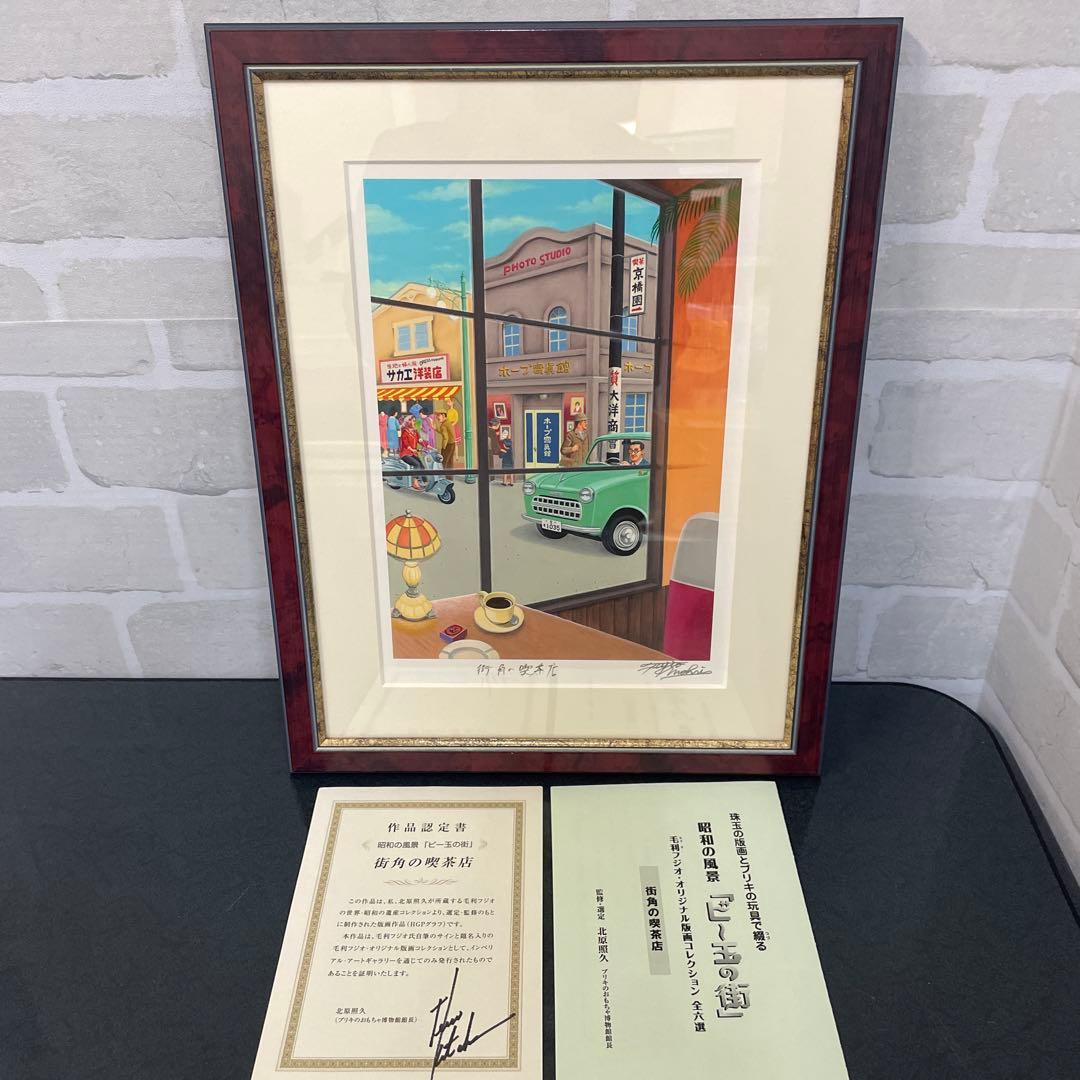 PHOTO STUDIO
喫茶
京橋園
サカエ洋装店
ホープ寫真館
ホープ
質
大洋商
ホープ寫真館
1035
街角の喫茶店
mohri
作品認定書
昭和の風景「ビー玉の街」
街角の喫茶店
この作品は、私、北原照久が所蔵する毛利フジオ
の世界・昭和の遺産コレクションより、選定・監修のもと
に制作された版画作品(HGPグラフ)です。
本作品は、毛利フジオ氏自筆のサインと題名入りの
毛利フジオ・オリジナル版画コレクションとして、インペリ
アル・アートギャラリーを通じてのみ発行されたもので
あることを証明いたします。
北原照久
(ブリキのおもちゃ博物館館長)
珠玉の版画とブリキの玩具で綴る
昭和の風景「ビー玉の街」
毛利フジオ・オリジナル版画コレクション 全六選
街角の喫茶店
監修・選定 北原照久 ブリキのおもちゃ博物館館長